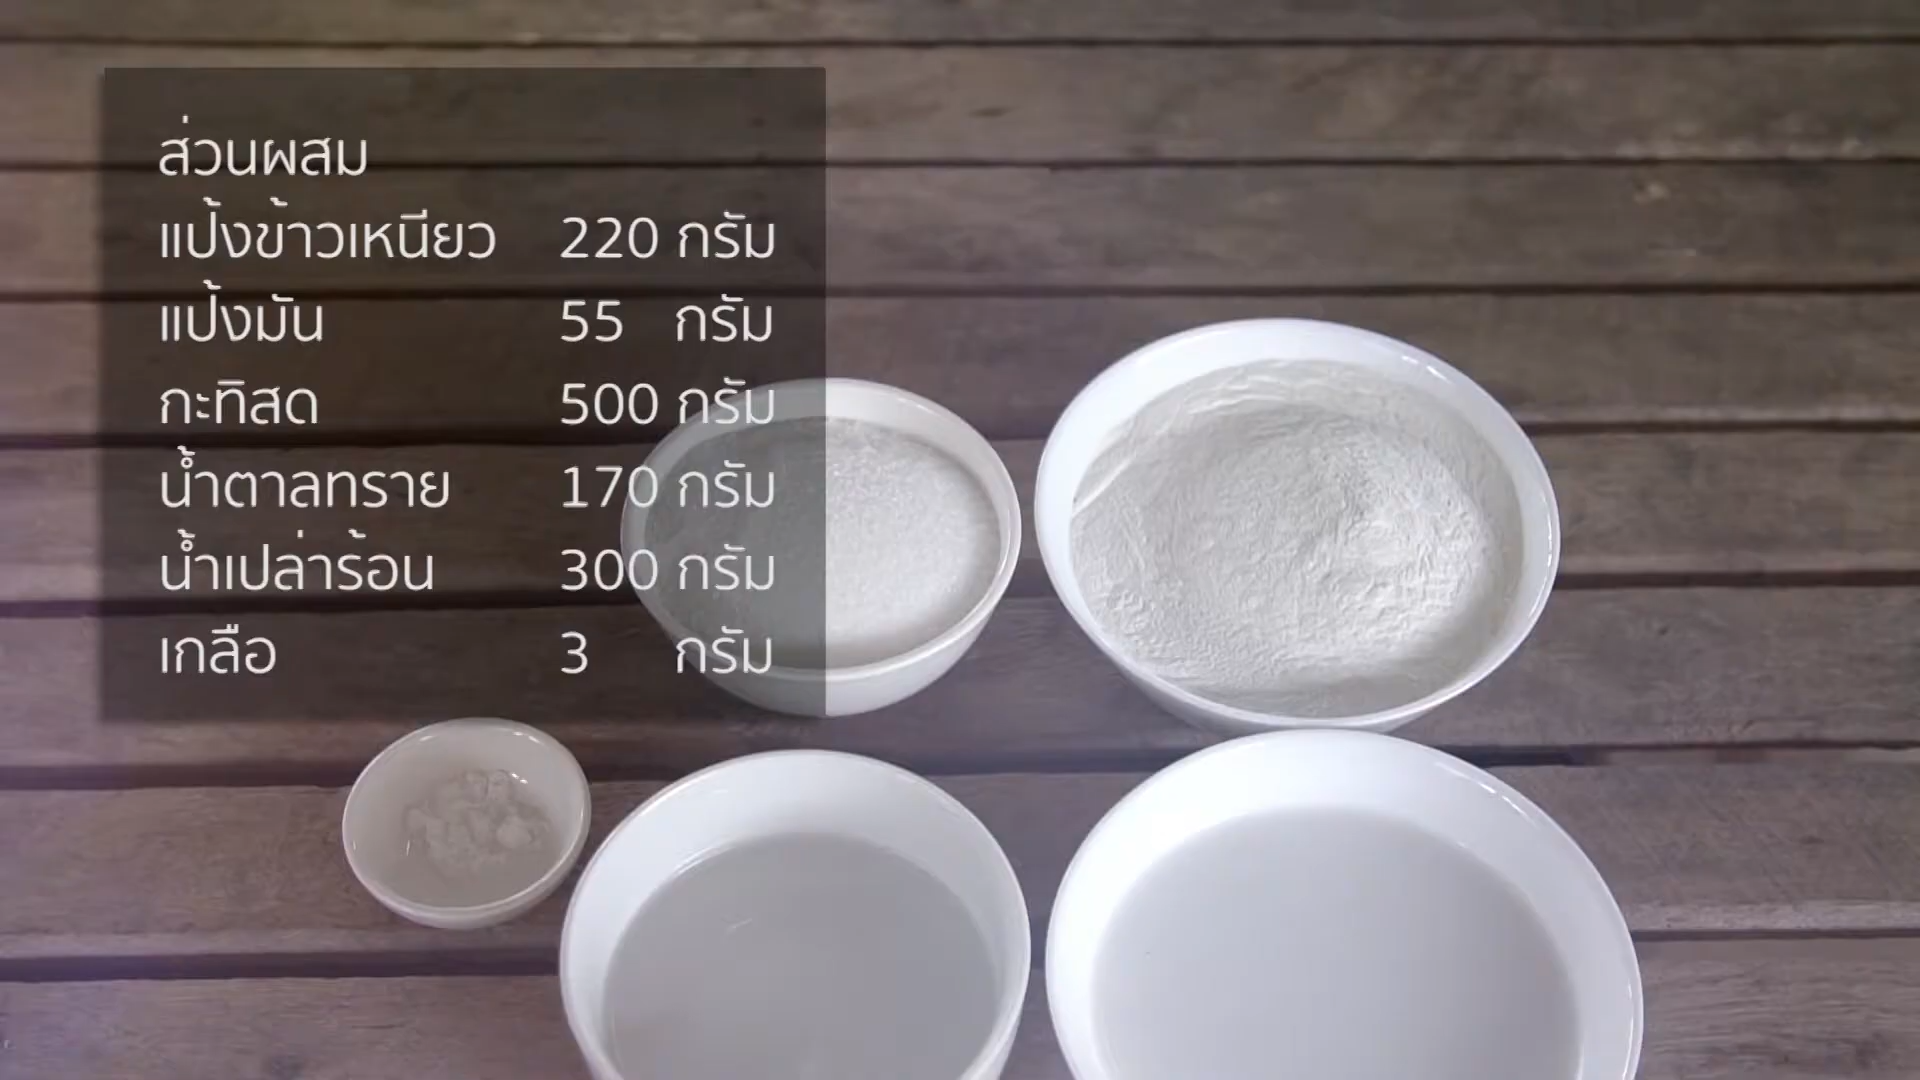 ส่วนผสม
แป้งข้าวเหนียว 220 กรัม
แป้งมัน 55 กรัม
กะทิสด 500 กรัม
น้ำตาลทราย 170 กรัม
น้ำเปล่าร้อน 300 กรัม
เกลือ 3 กรัม